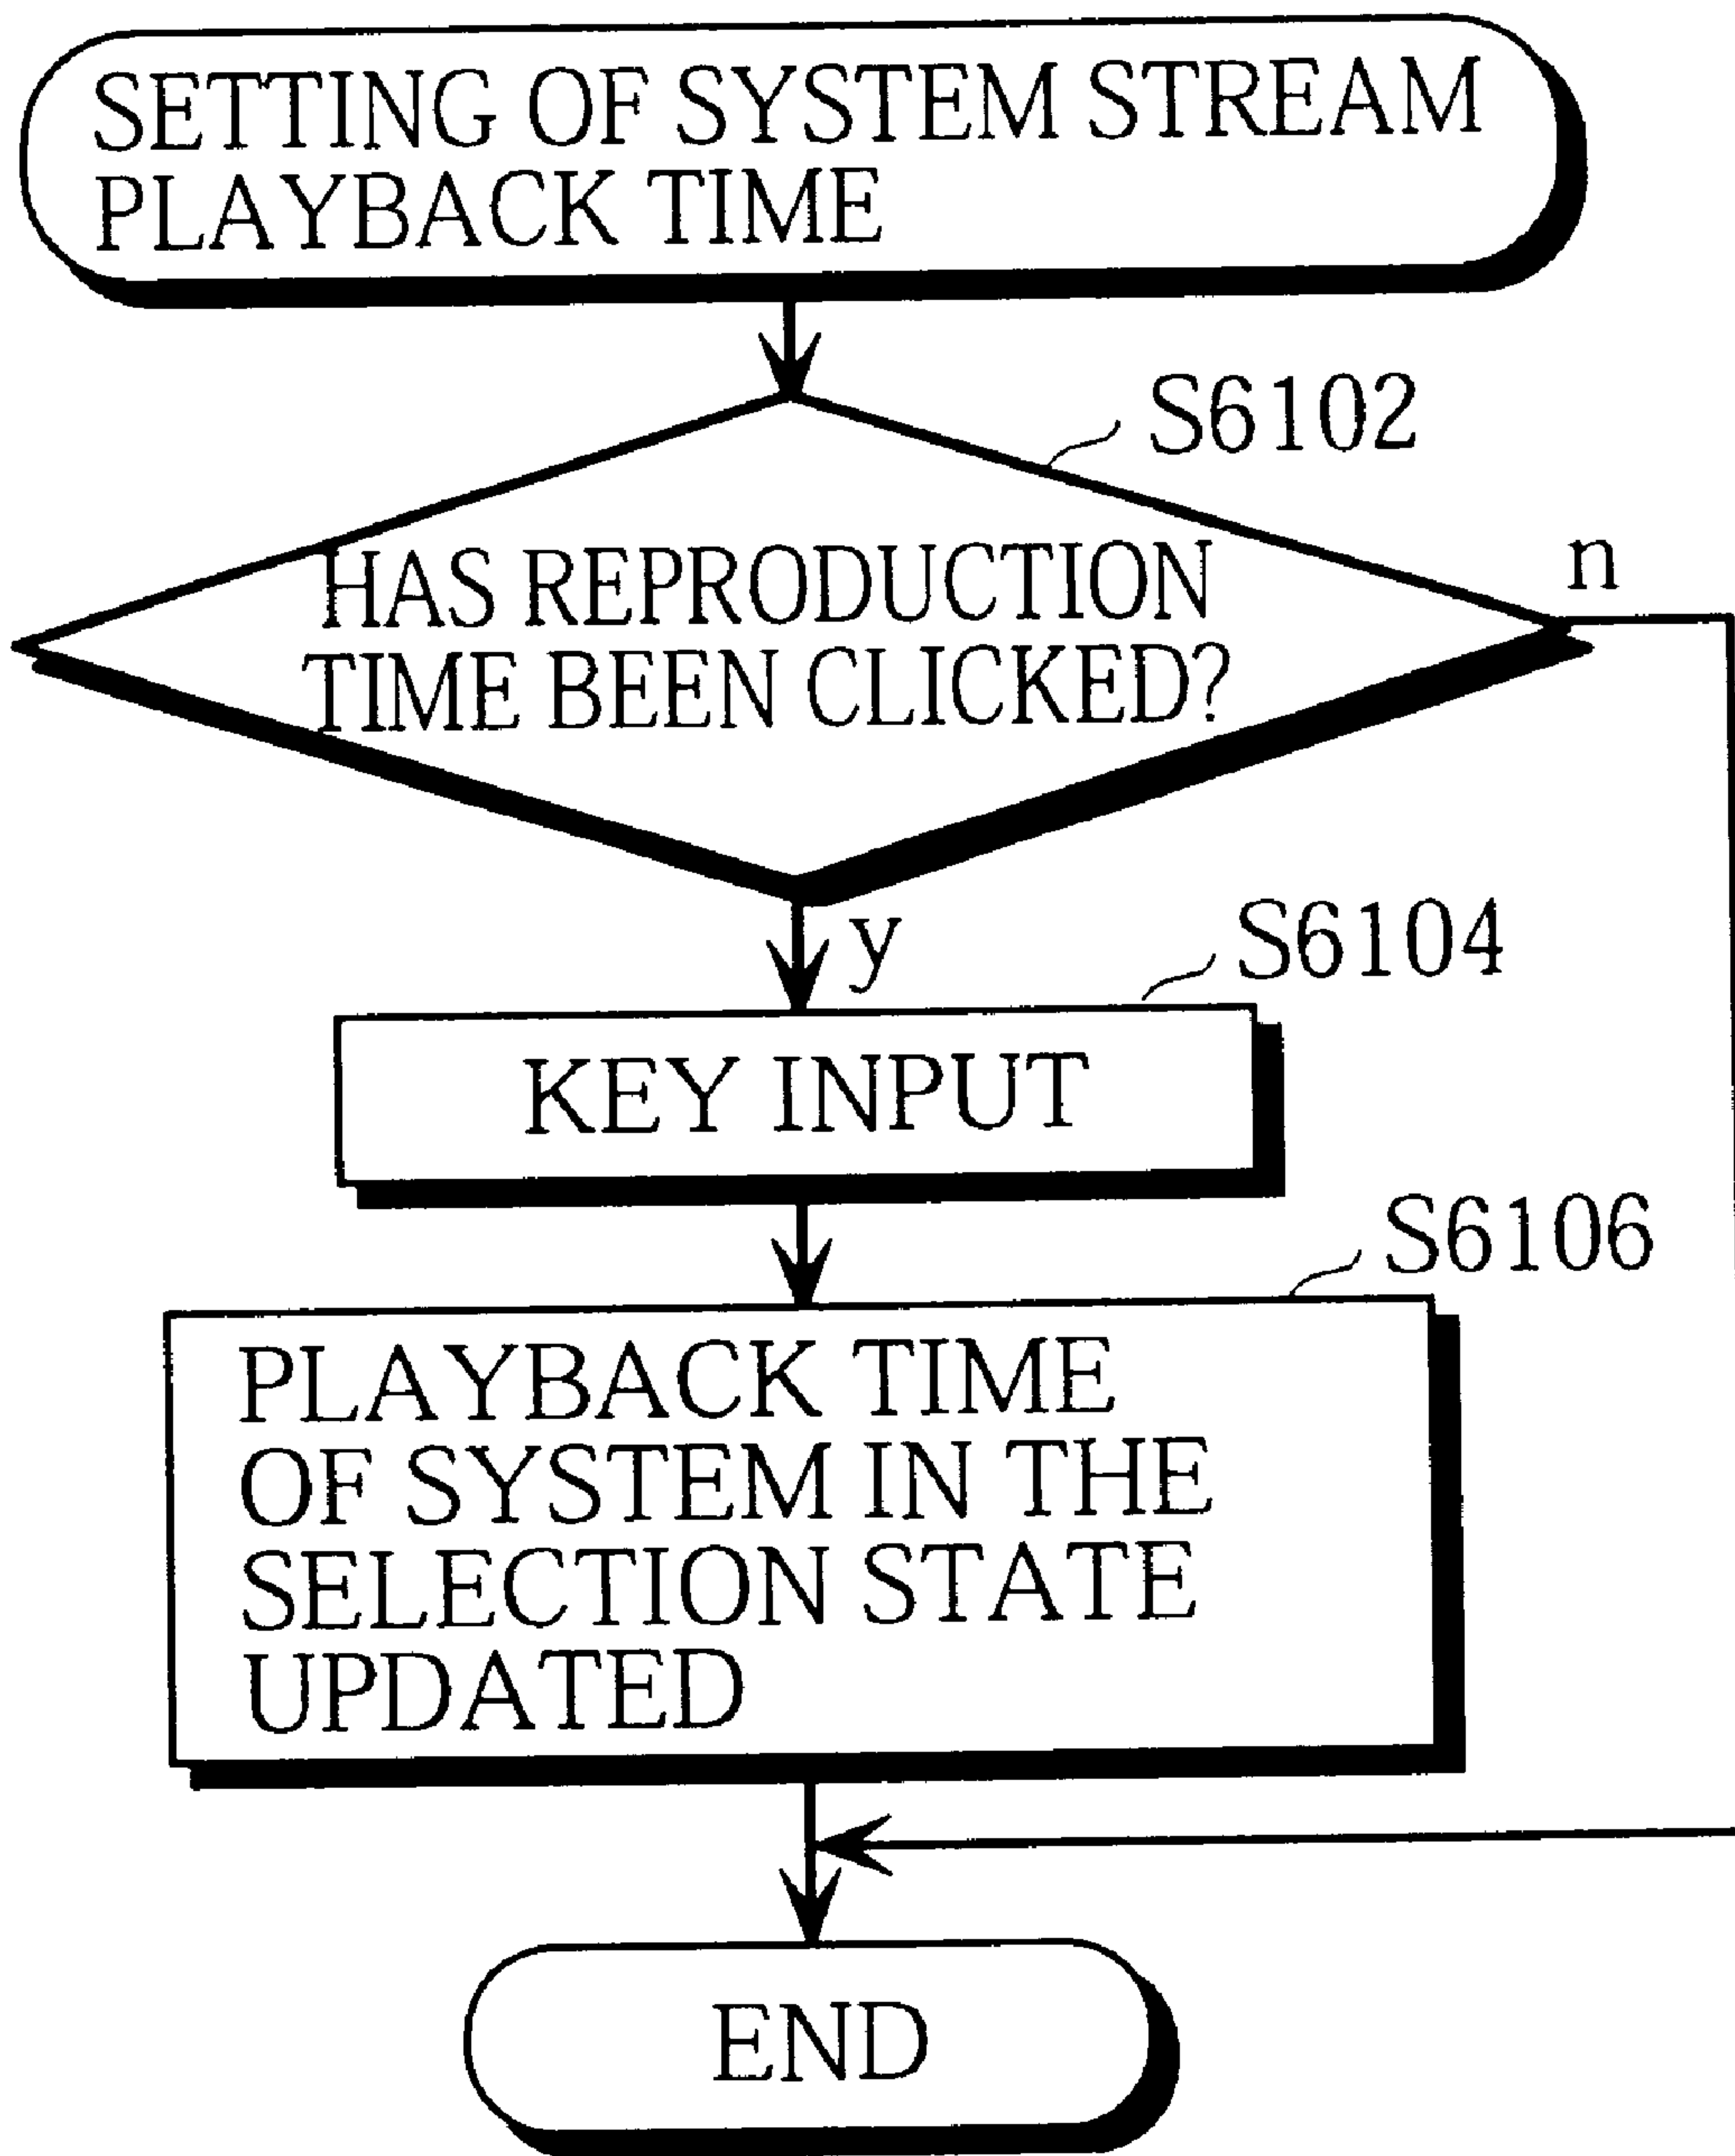 SETTING OF SYSTEM STREAM
PLAYBACK TIME
S6102
HAS REPRODUCTION
TIME BEEN CLICKED?
n
y
S6104
KEY INPUT
S6106
PLAYBACK TIME
OF SYSTEM IN THE
SELECTION STATE
UPDATED
END